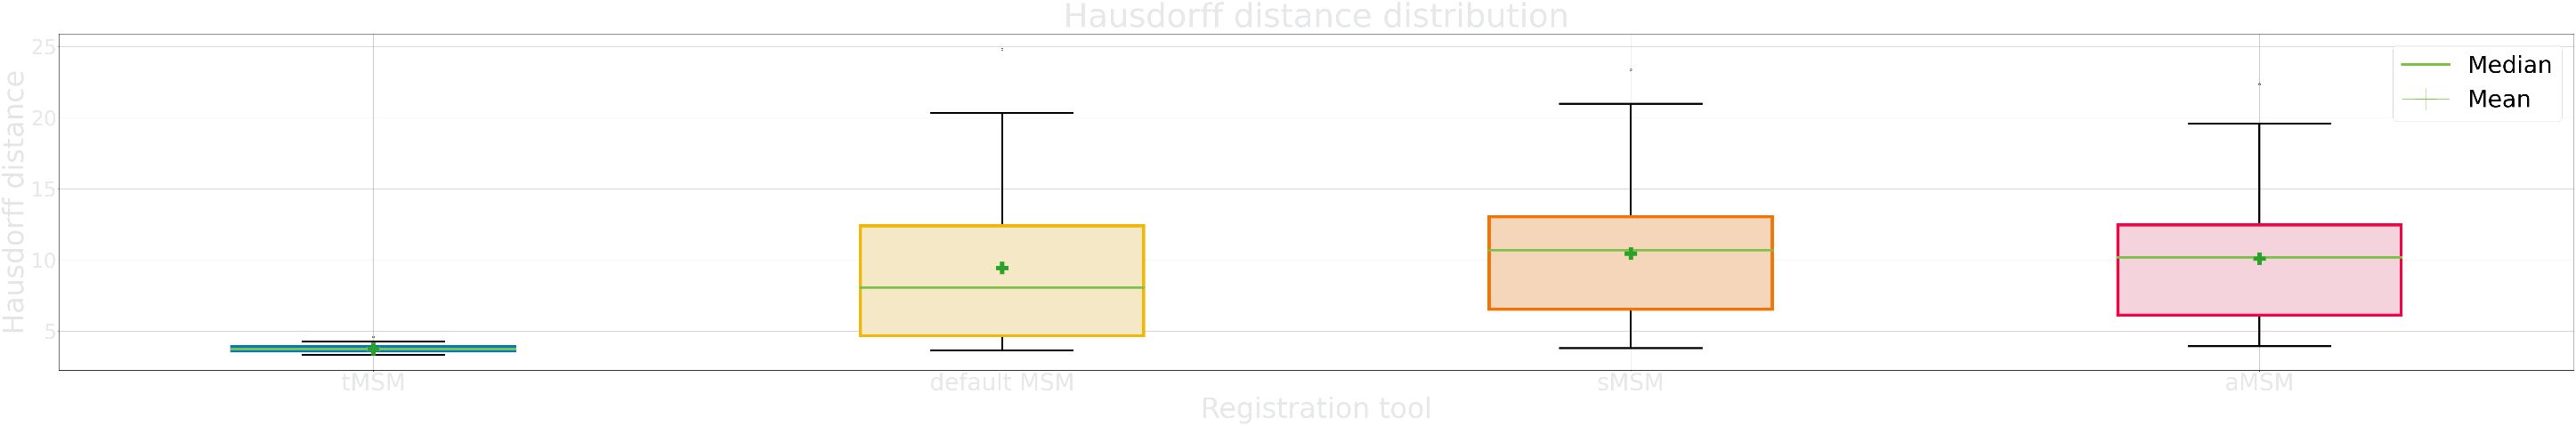 Hausdorff distance distribution
Hausdorff distance
25
20
15
10
5
Median
Mean
tMSM
default MSM
sMSM
aMSM
Registration tool